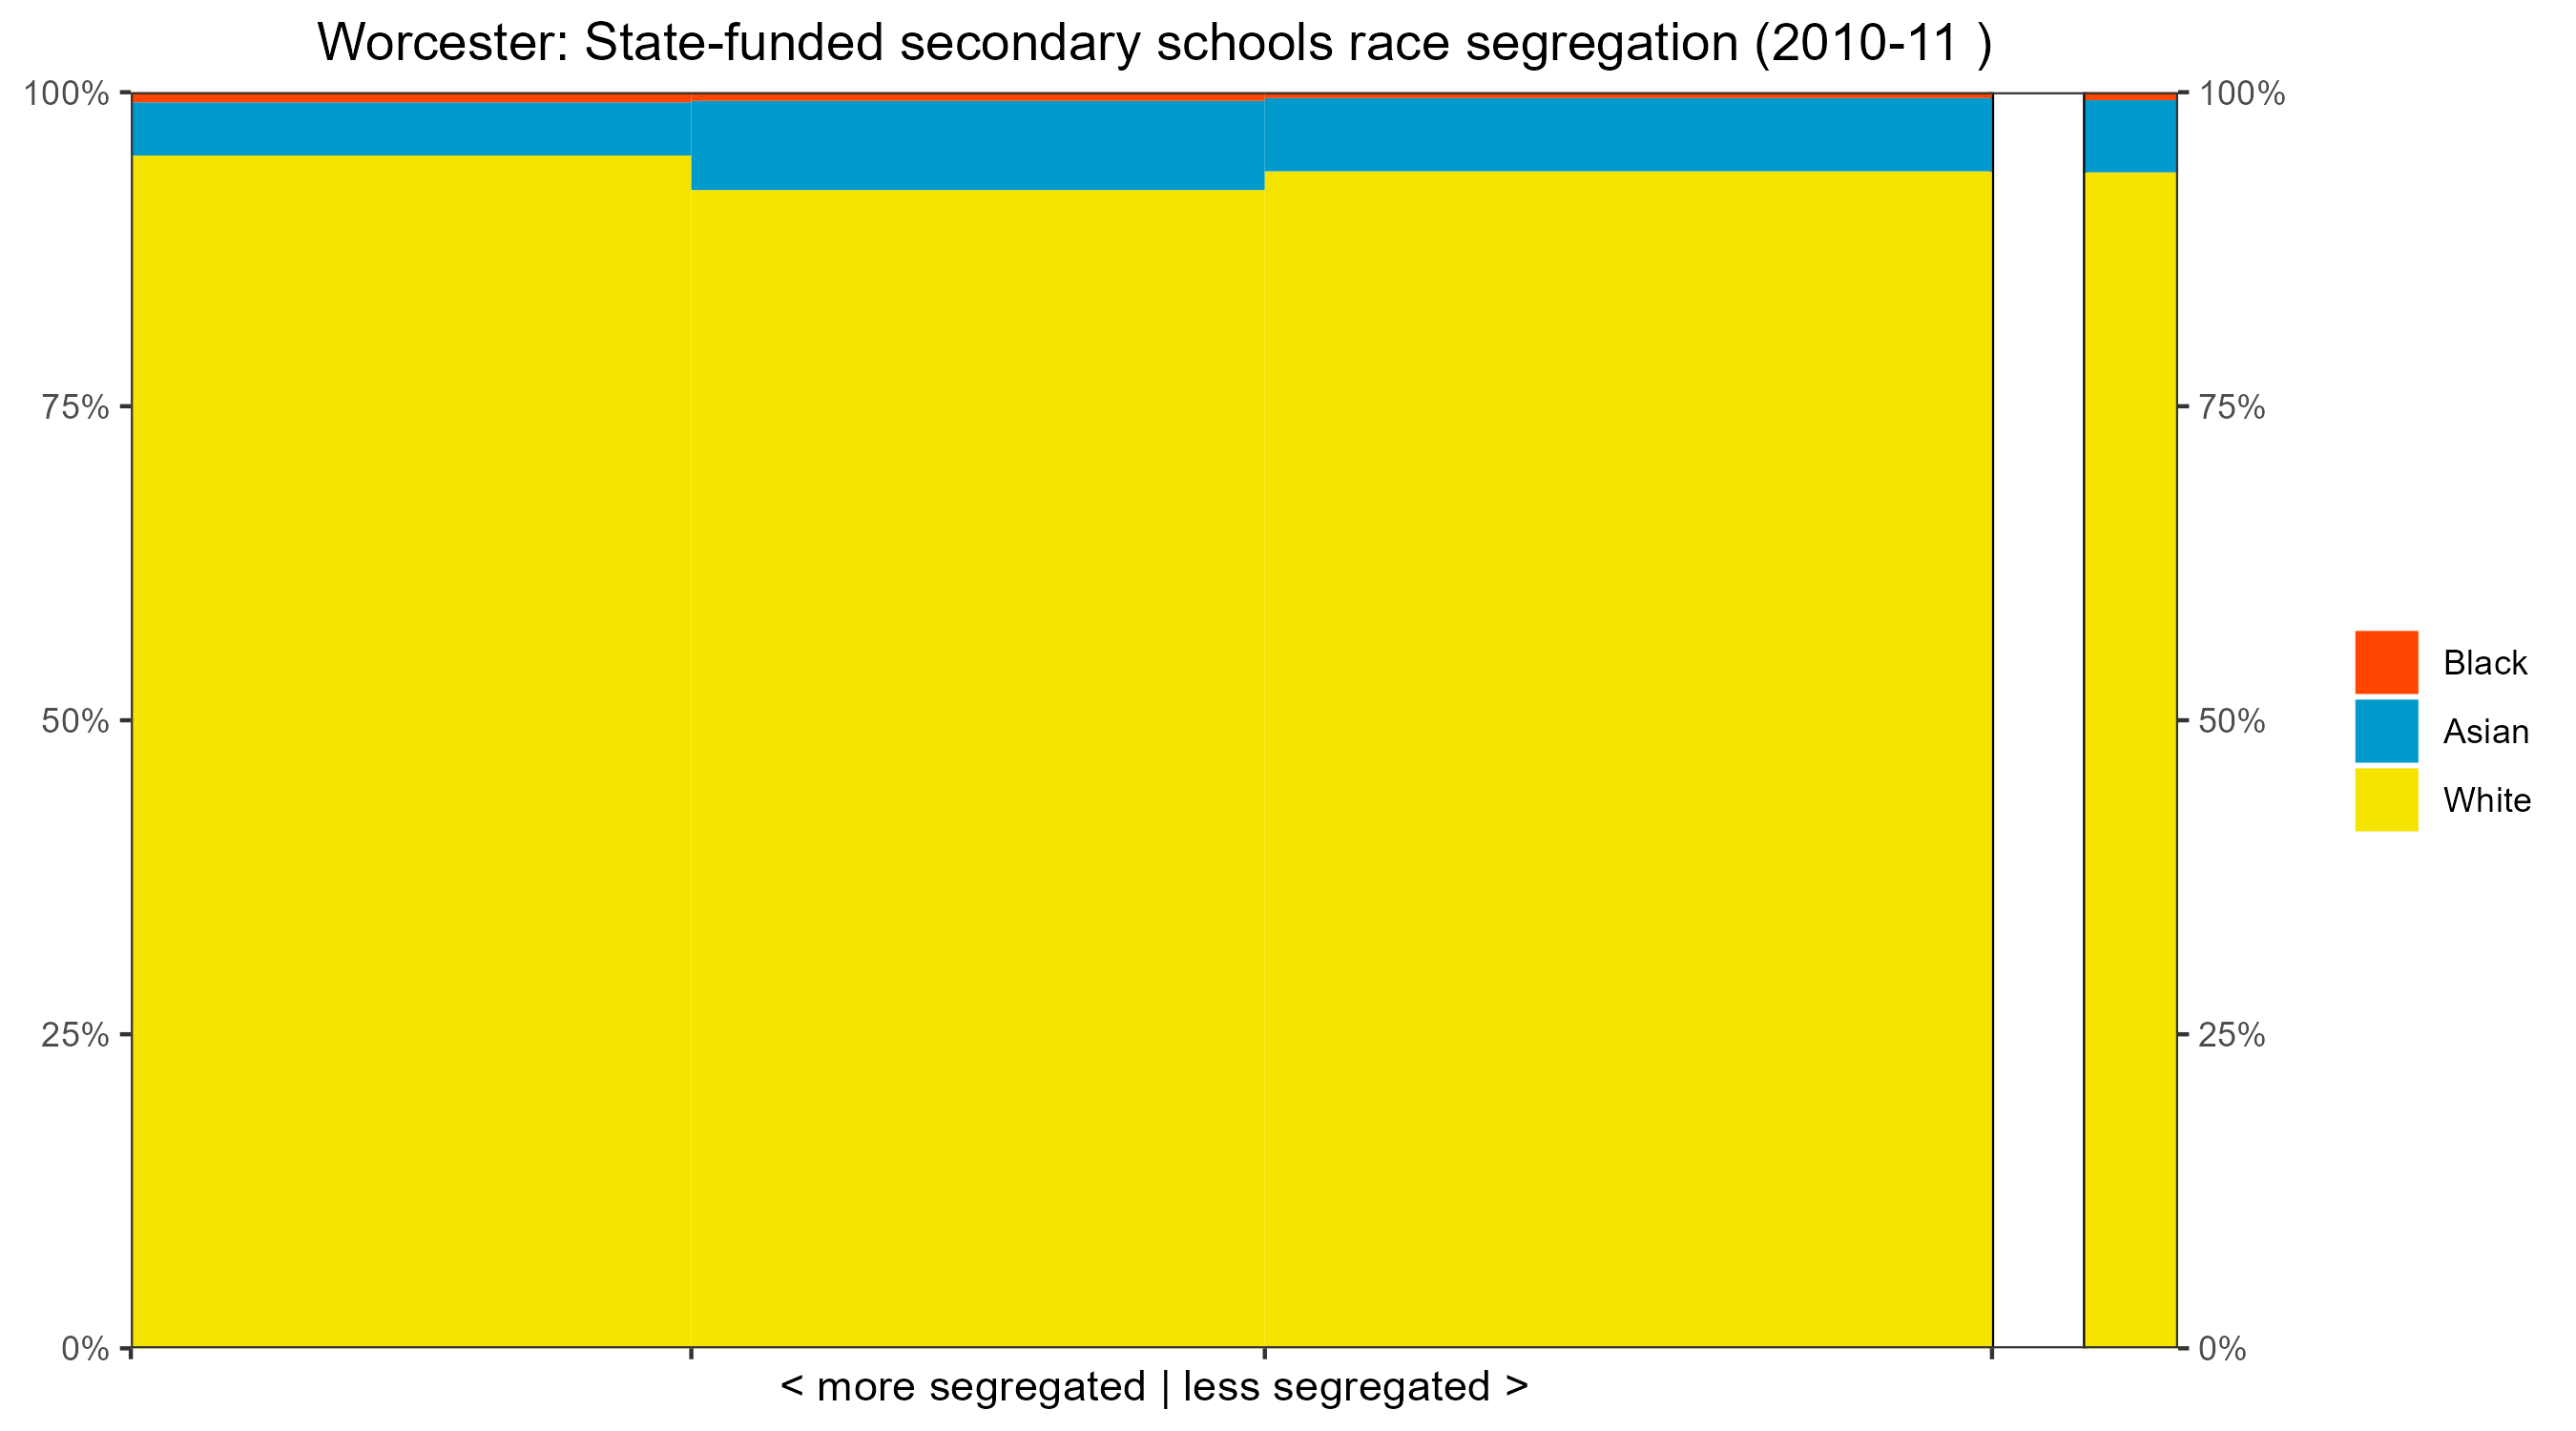 Worcester: State-funded secondary schools race segregation (2010-11 )
100%
75%
50%
25%
0%
100%
75%
50%
25%
0%
Black
Asian
White
< more segregated | less segregated >